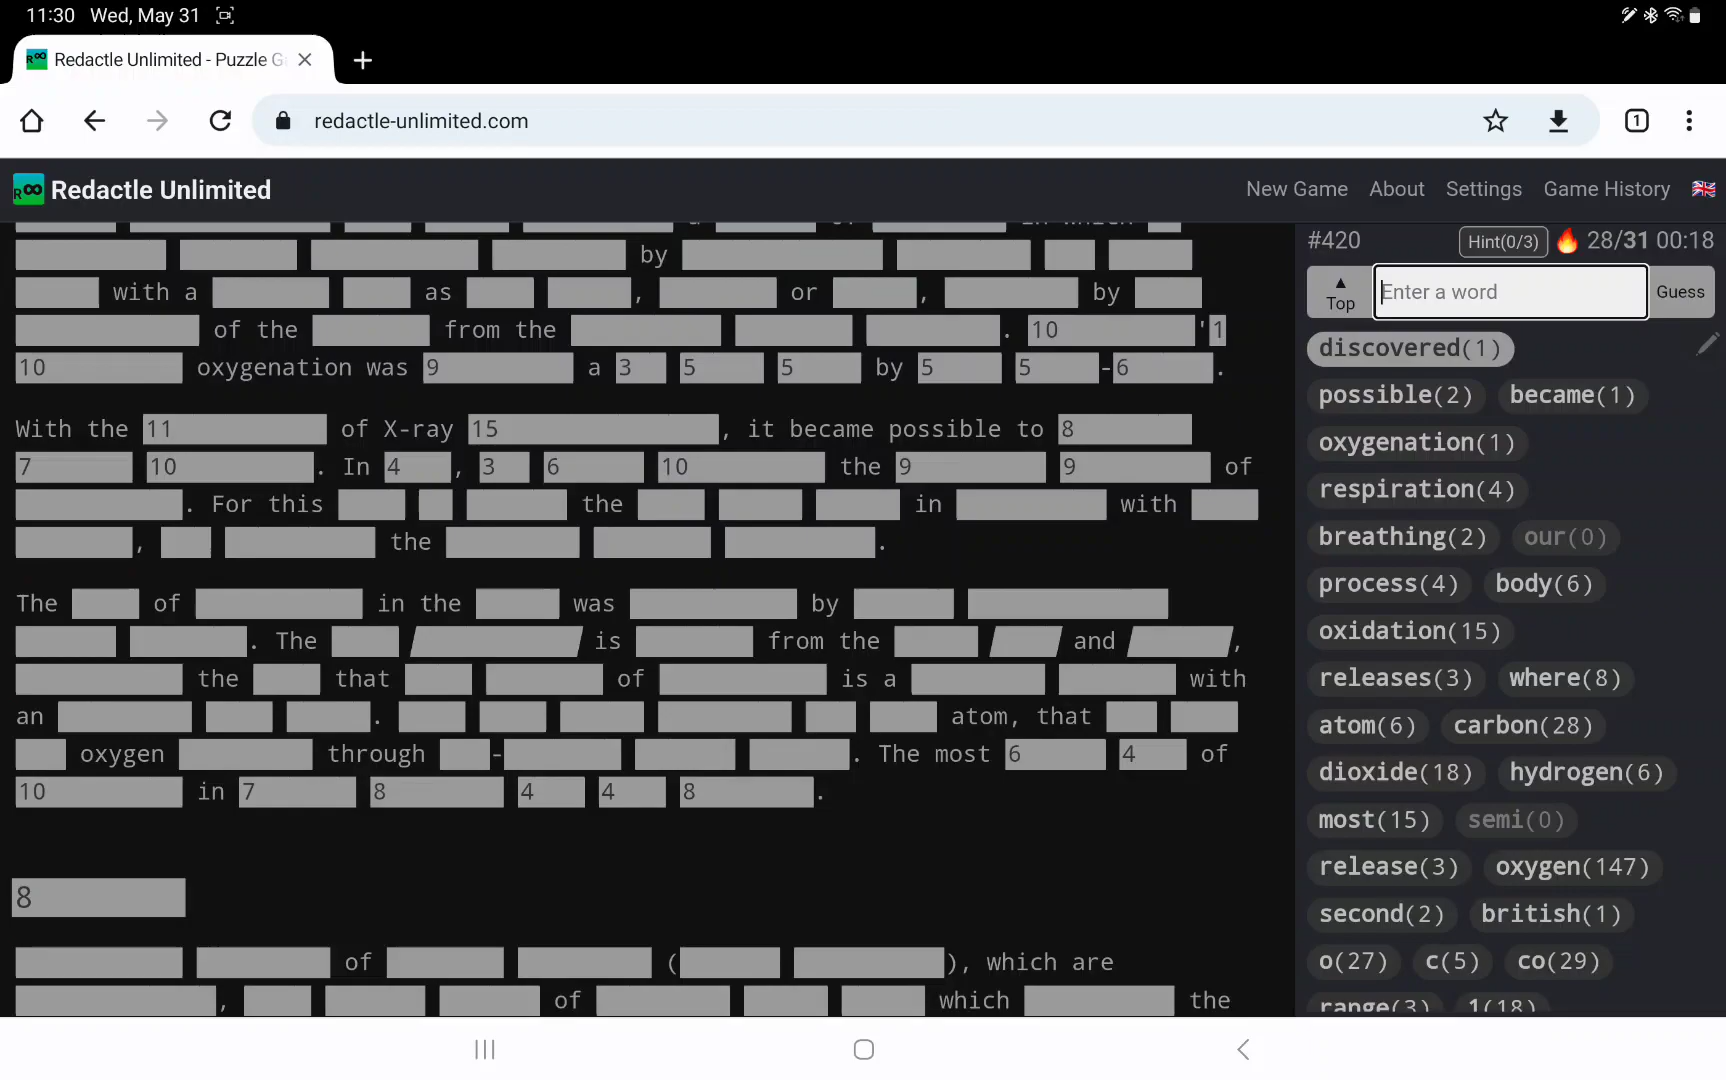 11:30 Wed, May 31
Redactle Unlimited - Puzzle G
redactle-unlimited.com
1
R∞ Redactle Unlimited
New Game About Settings Game History
in which
by
with a as , or , by
of the from the . 10 '1
10 oxygenation was 9 a 3 5 5 by 5 5 -6 .
With the 11 of X-ray 15 , it became possible to 8
7 10 . In 4 , 3 6 10 the 9 9 of
. For this the in with
, the .
The of in the was by
. The is from the and ,
the that of is a with
an . atom, that
oxygen through - . The most 6 4 of
10 in 7 8 4 4 8 .
8
of ( ), which are
, of which the
#420 Hint(0/3) 28/31 00:18
▲ Top Enter a word Guess
discovered(1)
possible(2) became(1)
oxygenation(1)
respiration(4)
breathing(2) our(0)
process(4) body(6)
oxidation(15)
releases(3) where(8)
atom(6) carbon(28)
dioxide(18) hydrogen(6)
most(15) semi(0)
release(3) oxygen(147)
second(2) british(1)
o(27) c(5) co(29)
range(3) 1(18)